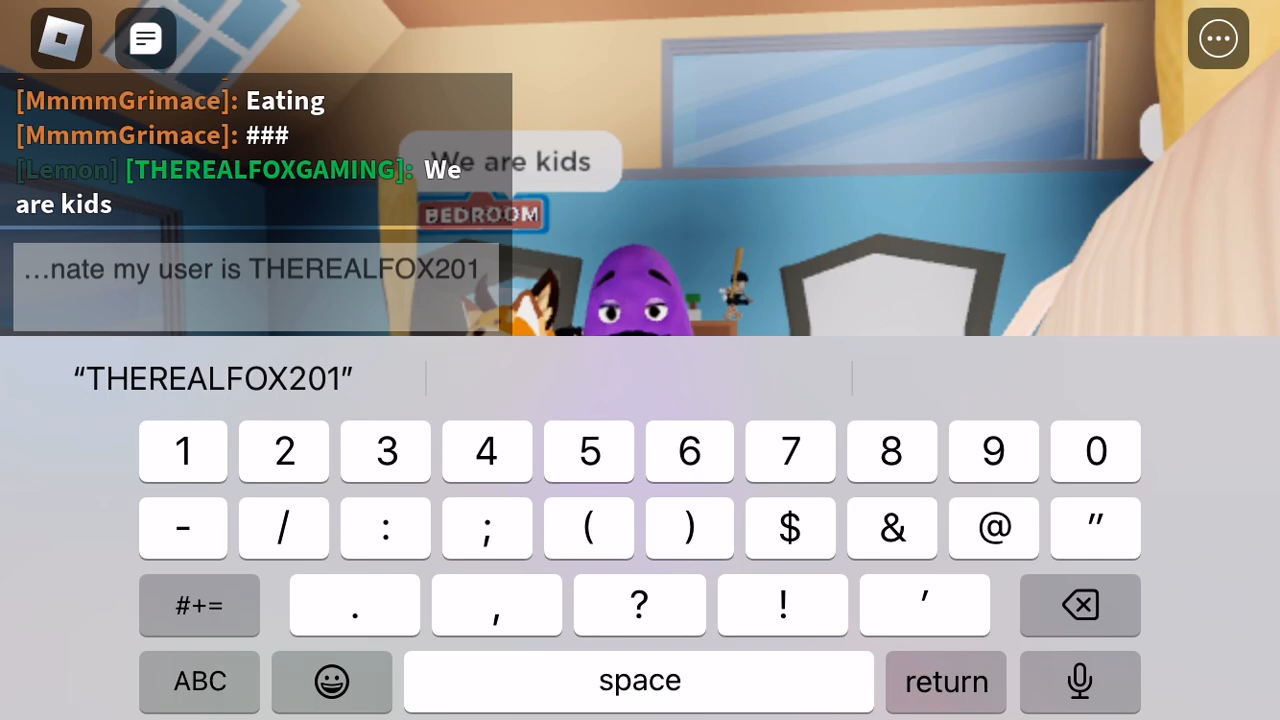 [MmmmGrimace]: Eating
[MmmmGrimace]: ###
[Lemon] [THEREALFOXGAMING]: We
are kids
We are kids
BEDROOM
...nate my user is THEREALFOX201
“THEREALFOX201”
1 2 3 4 5 6 7 8 9 0
- / : ; ( ) $ & @ "
#+= . , ? ! '
ABC space return